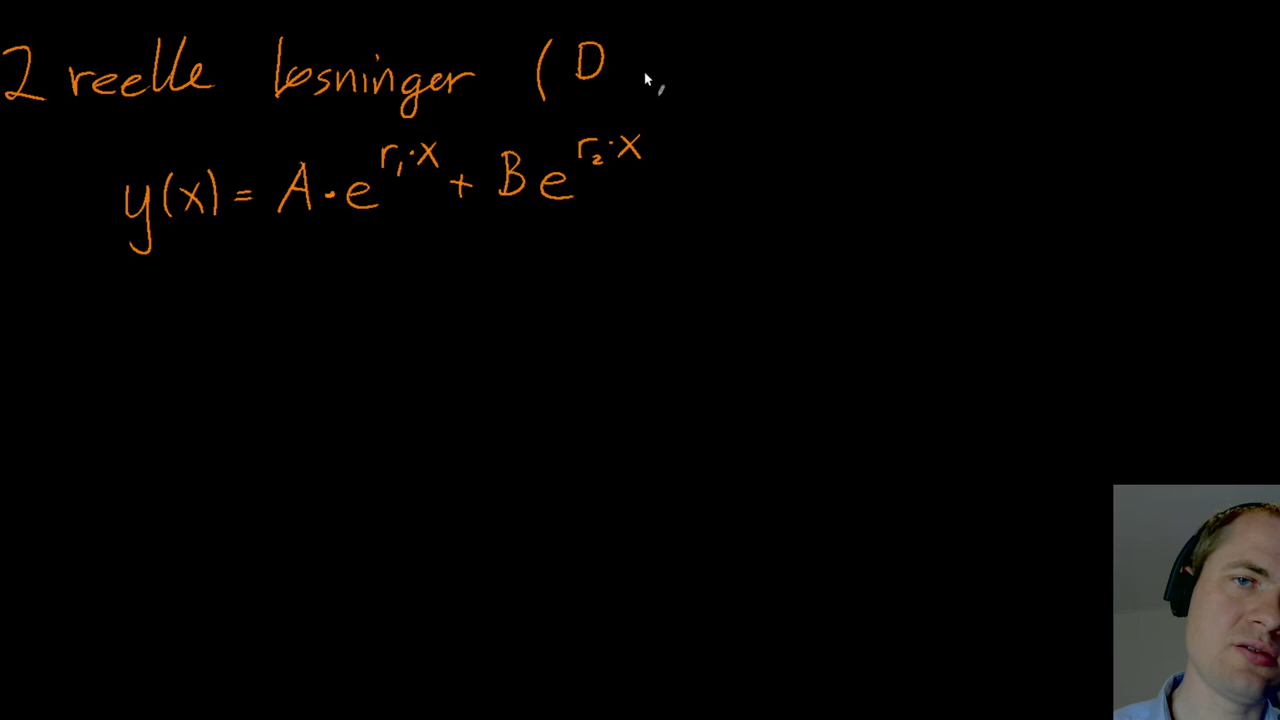 2 reelle løsninger (D
y(x) = A · e^{r₁·x} + B e^{r₂·x}